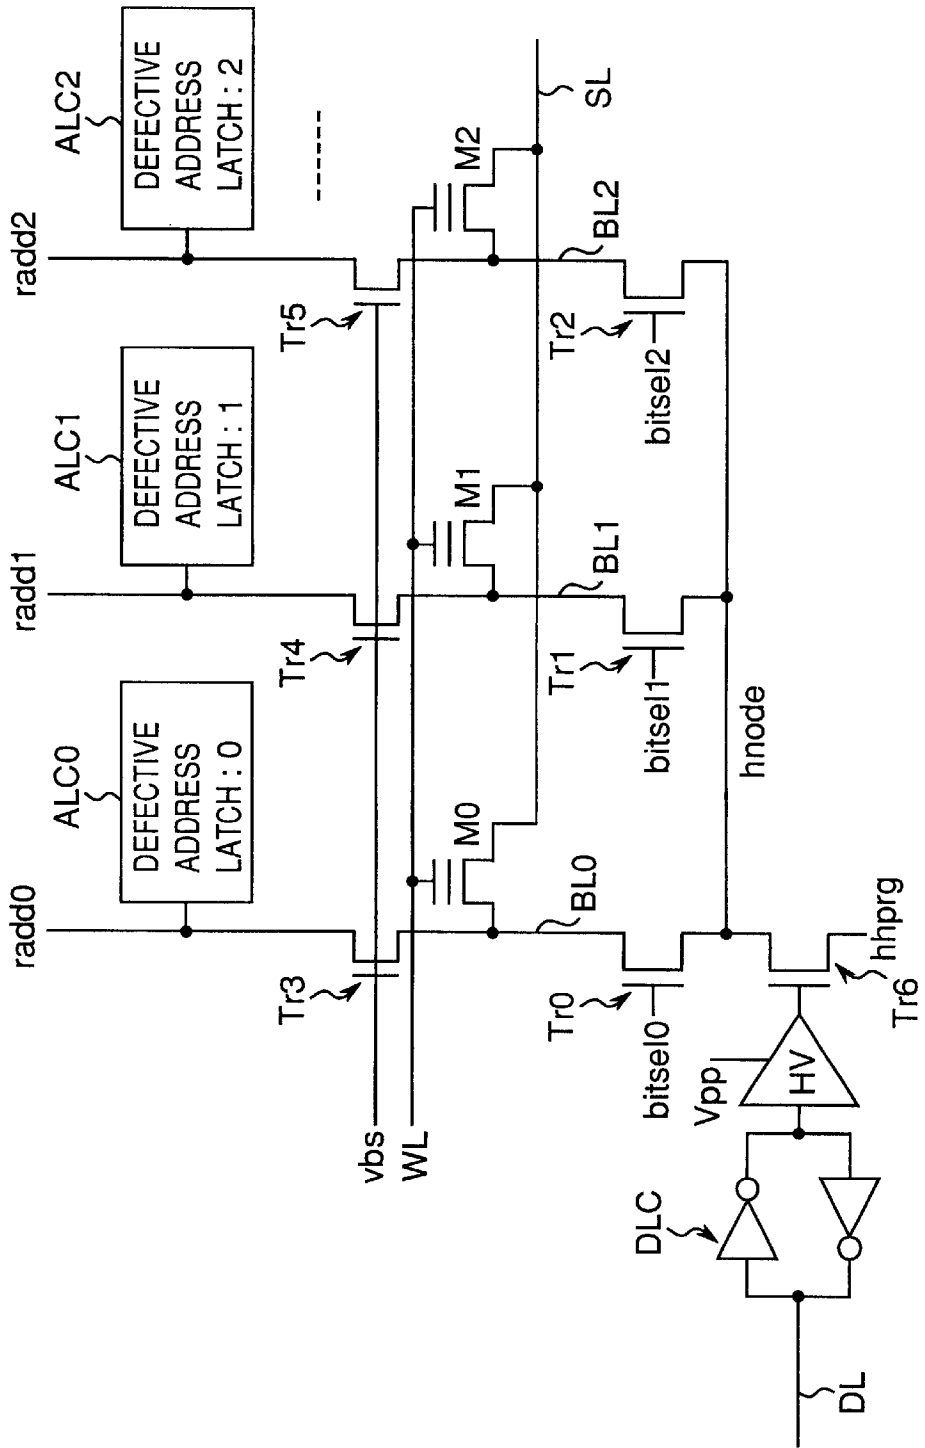 ALC0
DEFECTIVE
ADDRESS
LATCH : 0
ALC1
DEFECTIVE
ADDRESS
LATCH : 1
ALC2
DEFECTIVE
ADDRESS
LATCH : 2
radd0
radd1
radd2
Tr3
Tr4
Tr5
vbs
WL
M0
M1
M2
SL
BL0
BL1
BL2
Tr0
bitsel0
Tr1
bitsel1
Tr2
bitsel2
hnode
DLC
Vpp
HV
hhprg
Tr6
DL